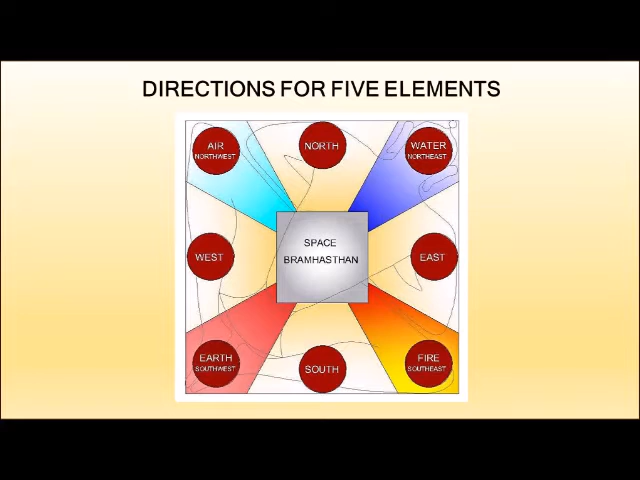 DIRECTIONS FOR FIVE ELEMENTS
AIR
NORTHWEST
NORTH
WATER
NORTHEAST
WEST
SPACE
BRAMHASTHAN
EAST
EARTH
SOUTHWEST
SOUTH
FIRE
SOUTHEAST